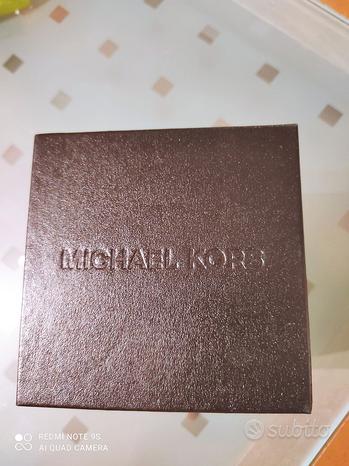 MICHAEL KORS
REDMI NOTE 9S
AI QUAD CAMERA
subito